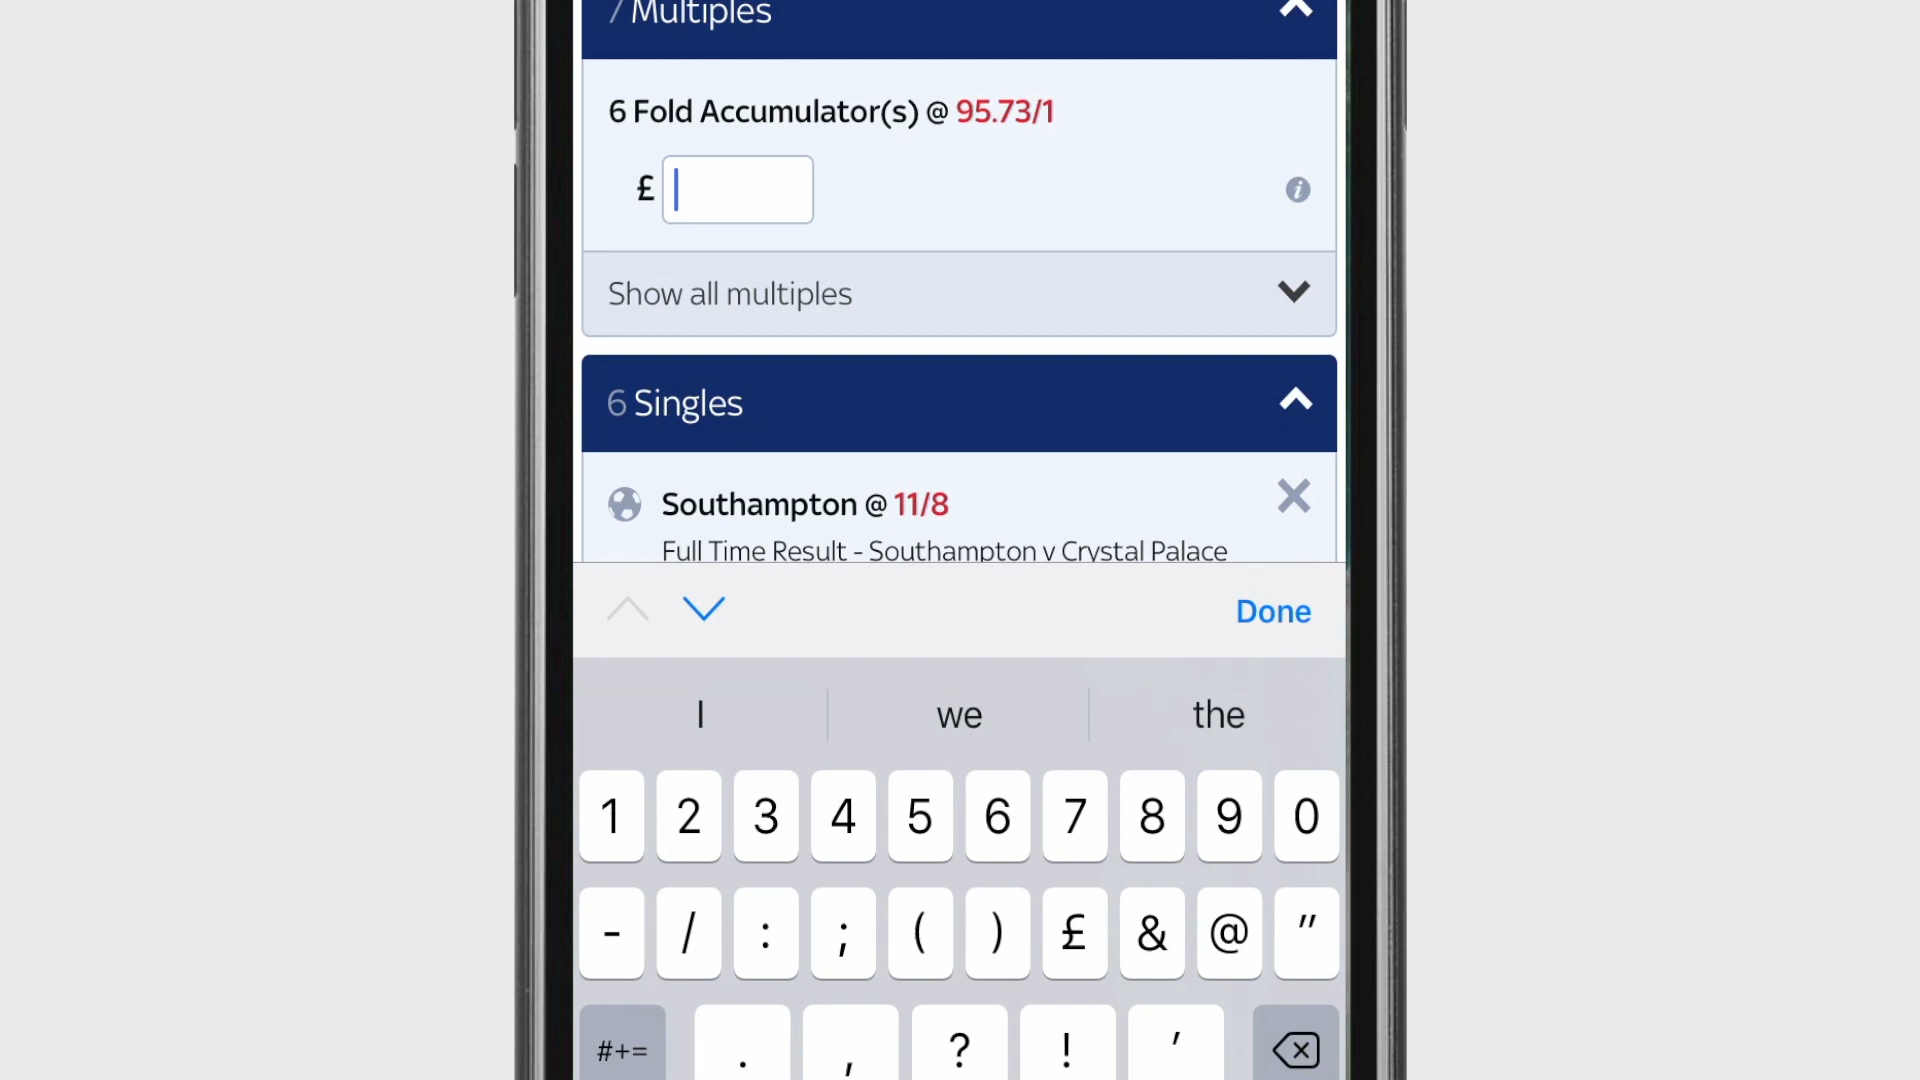 7 Multiples
6 Fold Accumulator(s) @ 95.73/1
£
i
Show all multiples
6 Singles
Southampton @ 11/8
Full Time Result - Southampton v Crystal Palace
Done
I we the
1 2 3 4 5 6 7 8 9 0
- / : ; ( ) £ & @ "
#+= . , ? ! '